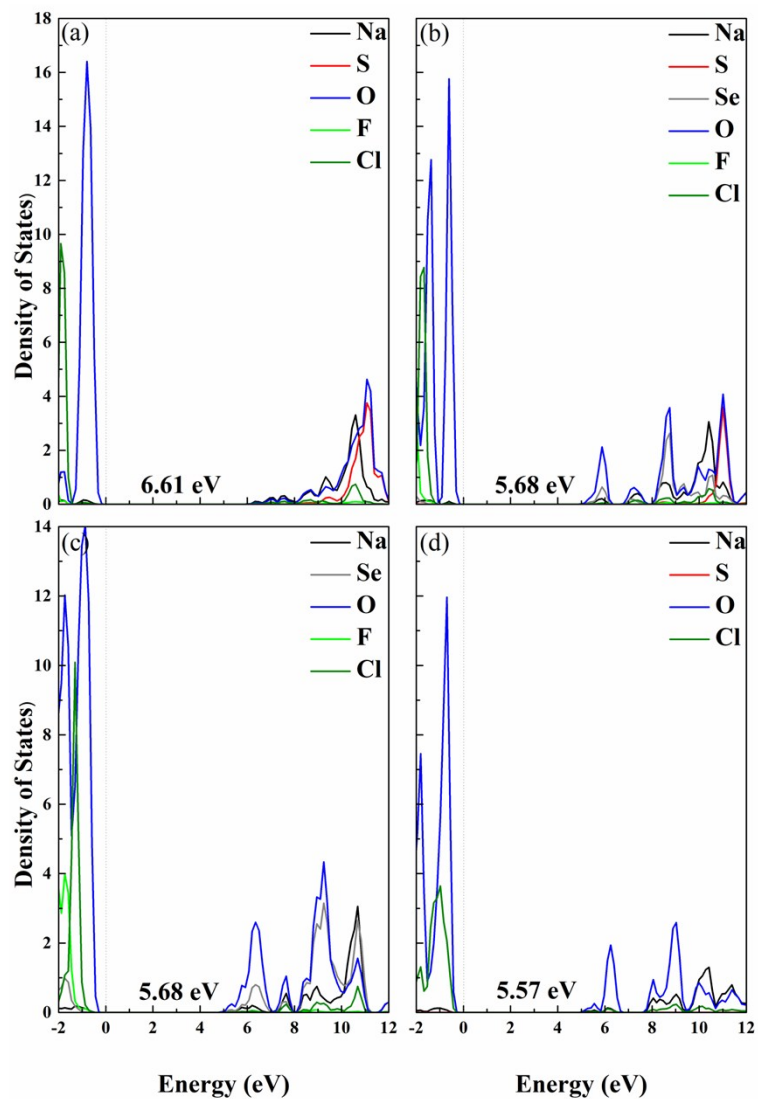 (a)
Na
S
O
F
Cl
18
16
14
12
10
8
6
4
2
0
Density of States)
6.61 eV
(b)
Na
S
Se
O
F
Cl
5.68 eV
(c)
Na
Se
O
F
Cl
14
12
10
8
6
4
2
0
Density of States)
5.68 eV
-2 0 2 4 6 8 10 12
Energy (eV)
(d)
Na
S
O
Cl
5.57 eV
-2 0 2 4 6 8 10 12
Energy (eV)